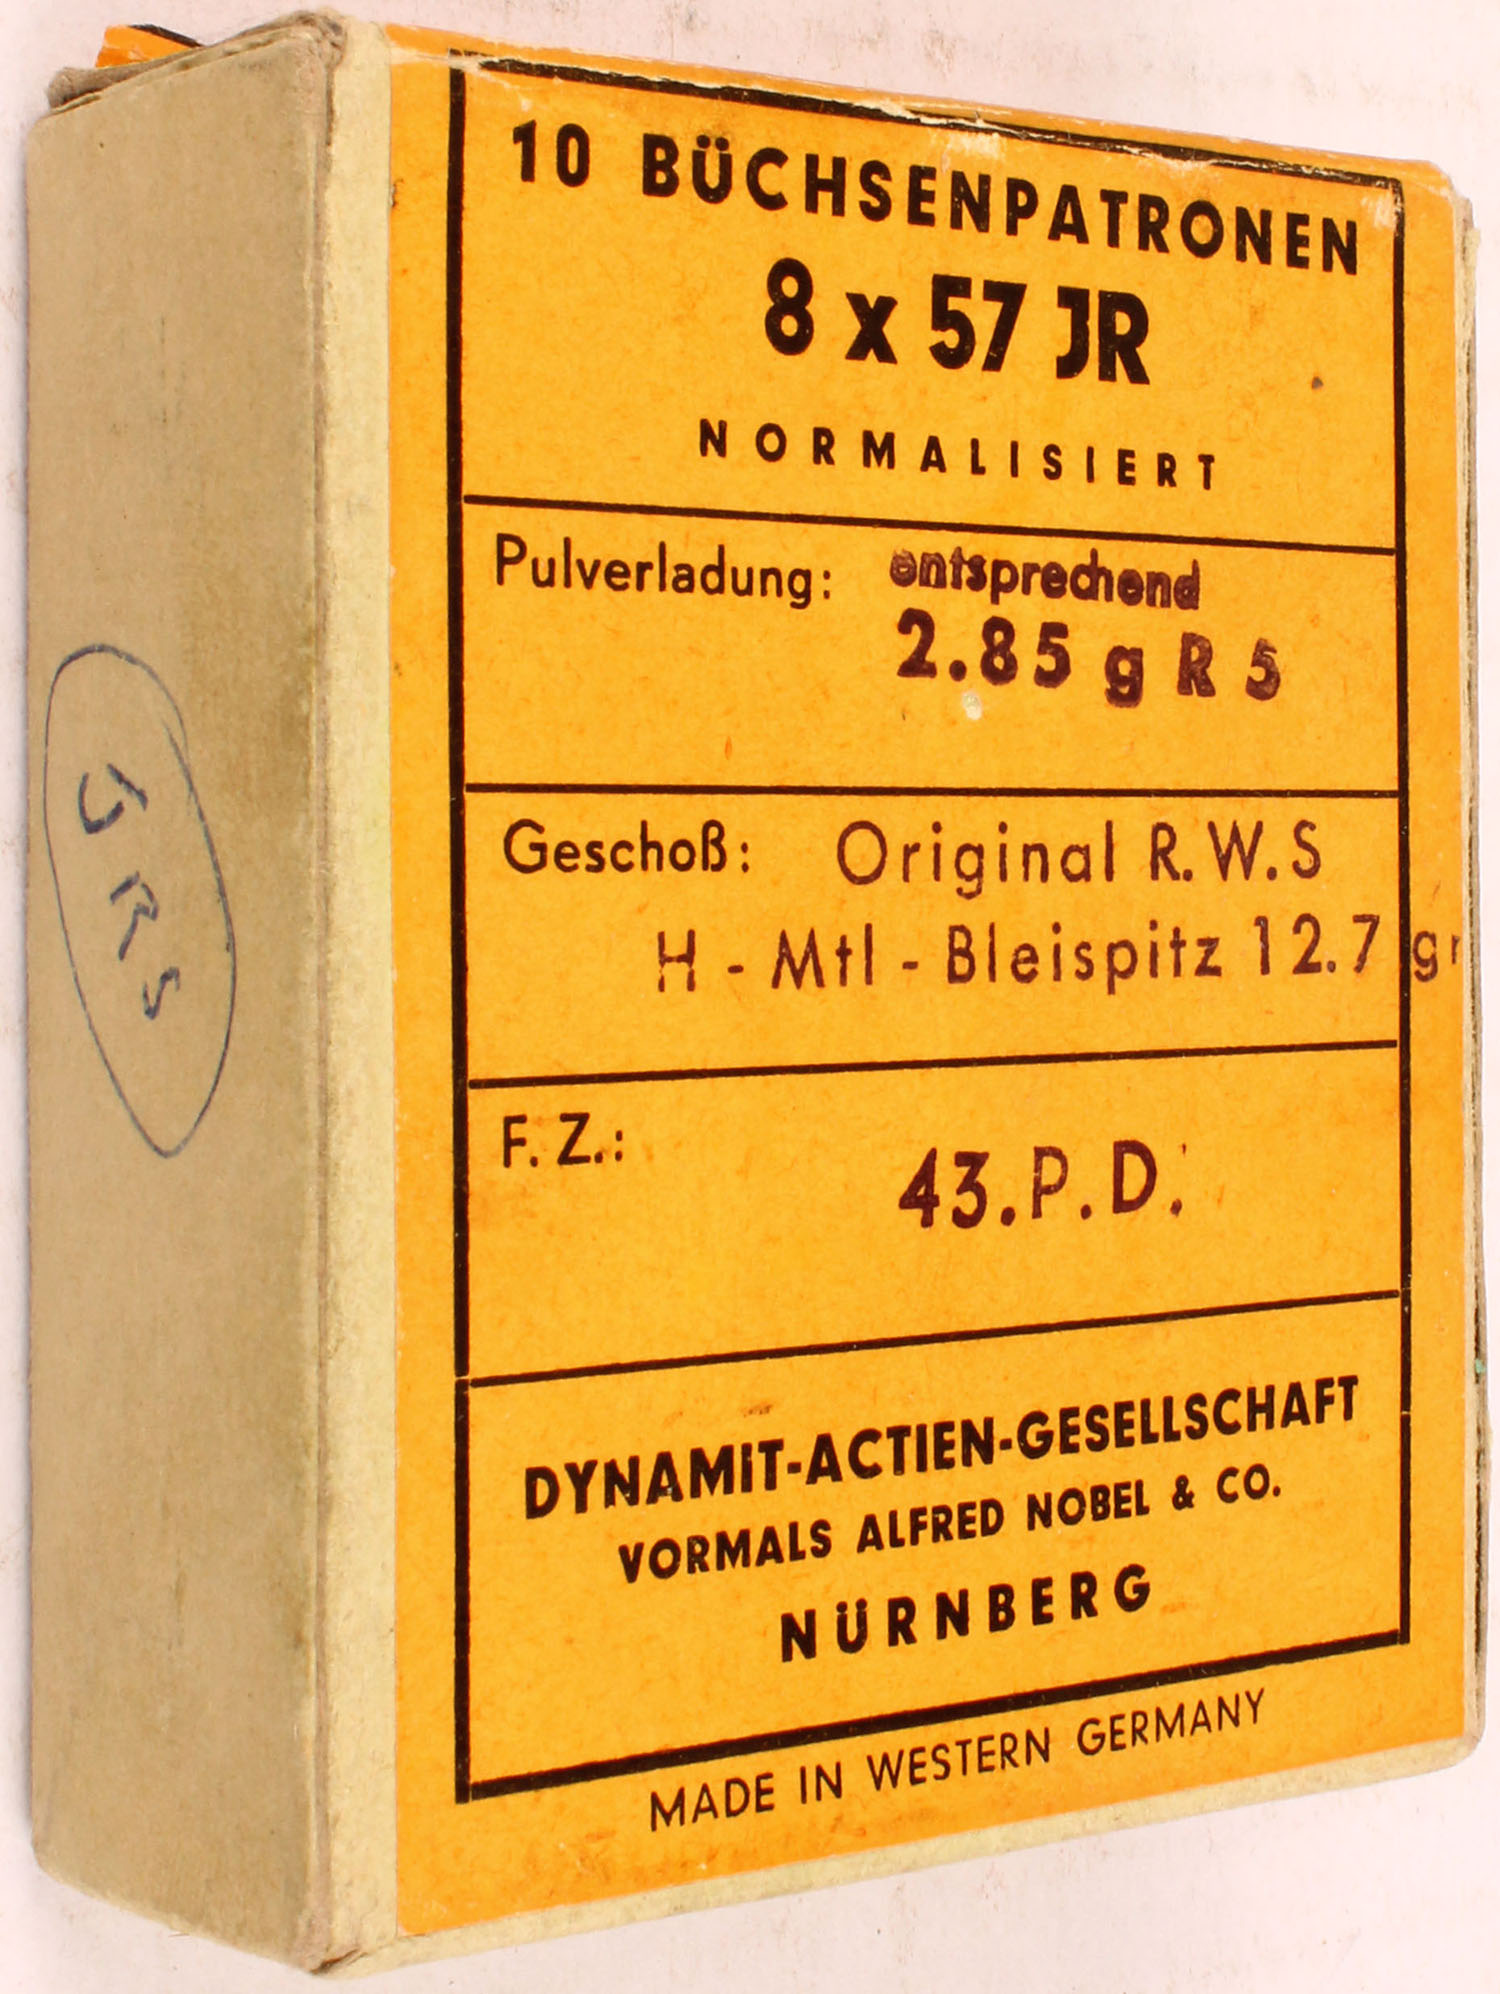 10 BÜCHSENPATRONEN
8 x 57 JR
NORMALISIERT
Pulverladung: entsprechend
2.85 g R 5
Geschoß: Original R.W.S
H - Mtl - Bleispitz 12.7 gr
F. Z.: 43.P.D.
DYNAMIT-ACTIEN-GESELLSCHAFT
VORMALS ALFRED NOBEL & CO.
NÜRNBERG
MADE IN WESTERN GERMANY
JRS